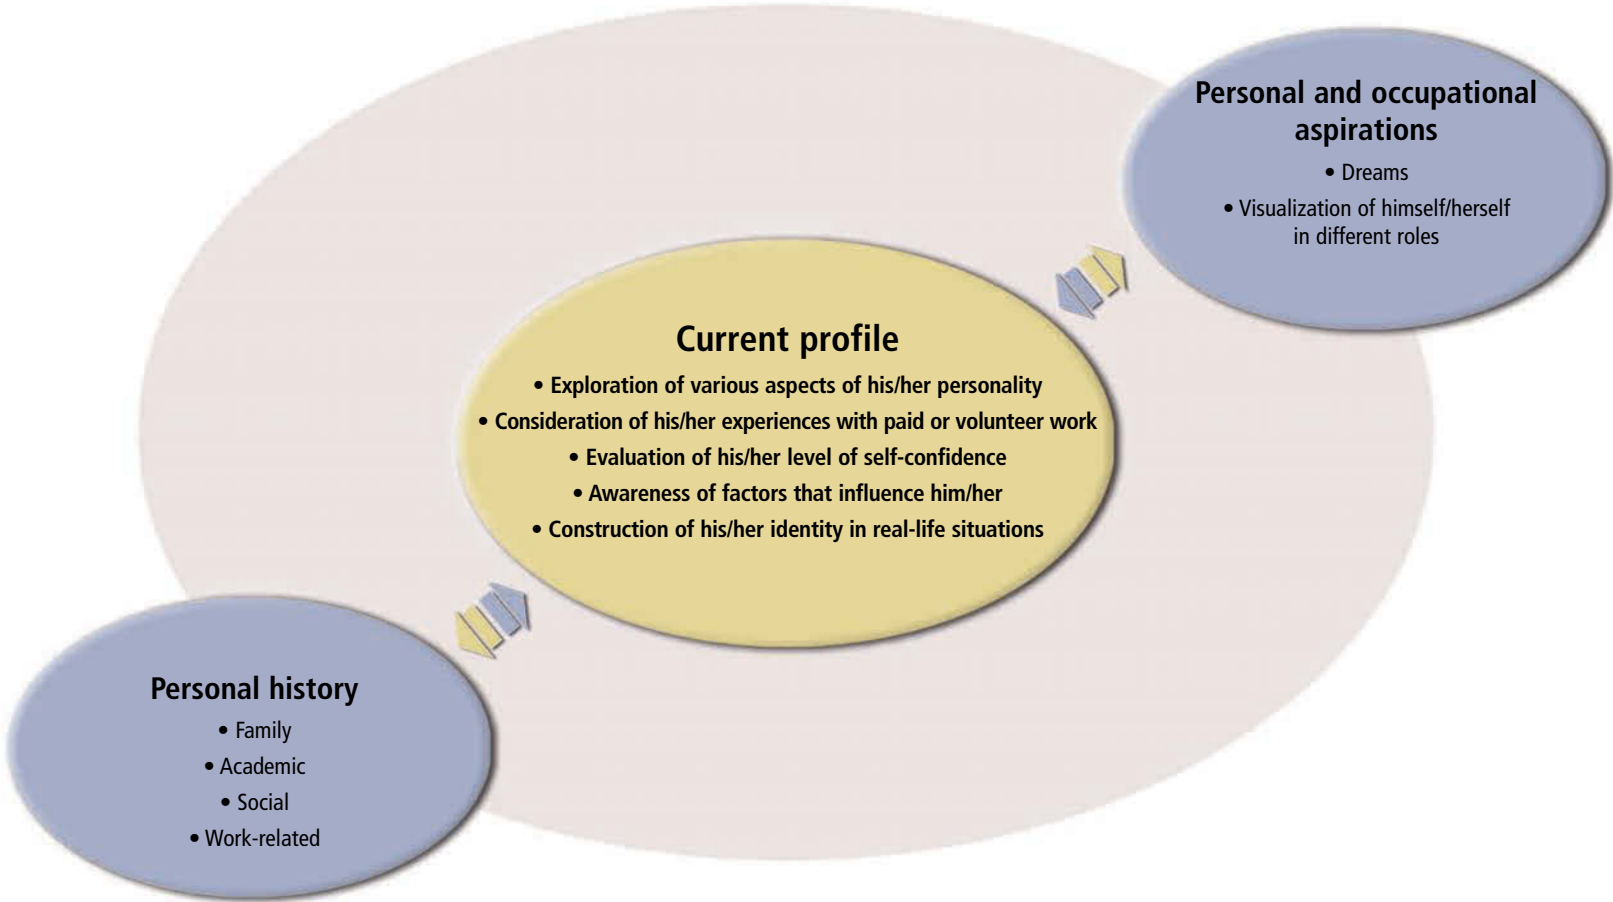 Personal and occupational
aspirations
• Dreams
• Visualization of himself/herself
in different roles
Current profile
• Exploration of various aspects of his/her personality
• Consideration of his/her experiences with paid or volunteer work
• Evaluation of his/her level of self-confidence
• Awareness of factors that influence him/her
• Construction of his/her identity in real-life situations
Personal history
• Family
• Academic
• Social
• Work-related